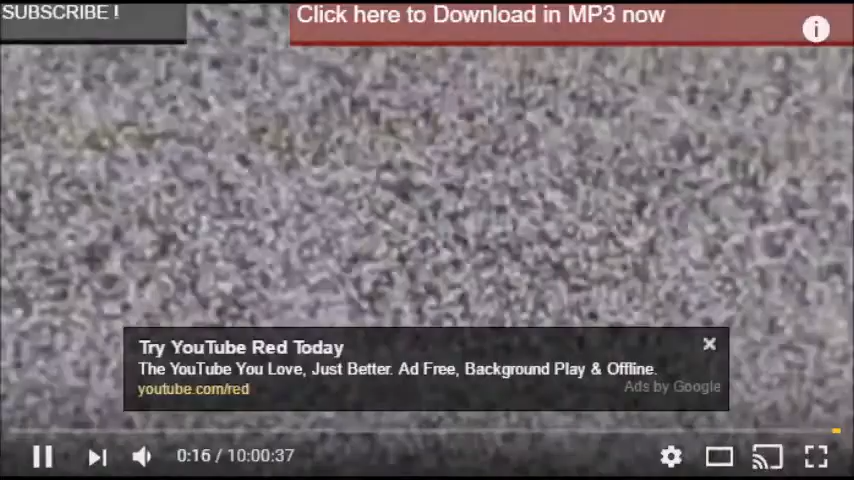 SUBSCRIBE !
Click here to Download in MP3 now
Try YouTube Red Today
The YouTube You Love, Just Better. Ad Free, Background Play & Offline.
youtube.com/red
Ads by Google
0:16 / 10:00:37